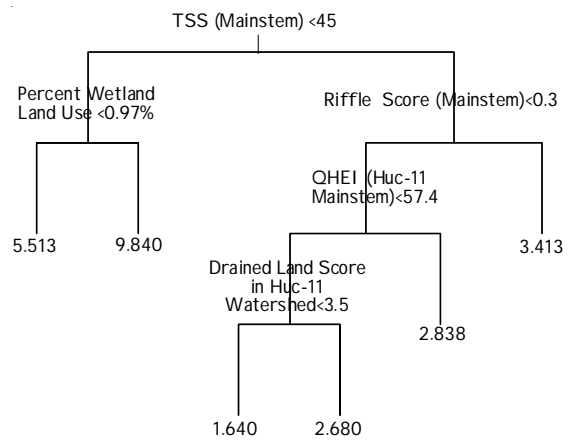 TSS (Mainstem) <45
Percent Wetland
Land Use <0.97%
Riffle Score (Mainstem)<0.3
QHEI (Huc-11
Mainstem)<57.4
5.513
9.840
3.413
Drained Land Score
in Huc-11
Watershed<3.5
2.838
1.640
2.680